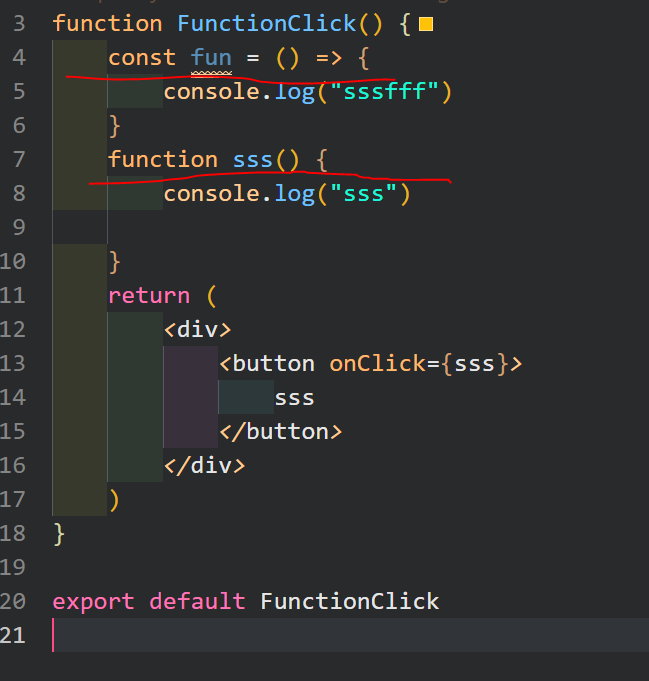 3 function FunctionClick() {
4 const fun = () => {
5 console.log("sssfff")
6 }
7 function sss() {
8 console.log("sss")
9
10 }
11 return (
12 <div>
13 <button onClick={sss}>
14 sss
15 </button>
16 </div>
17 )
18 }
19
20 export default FunctionClick
21